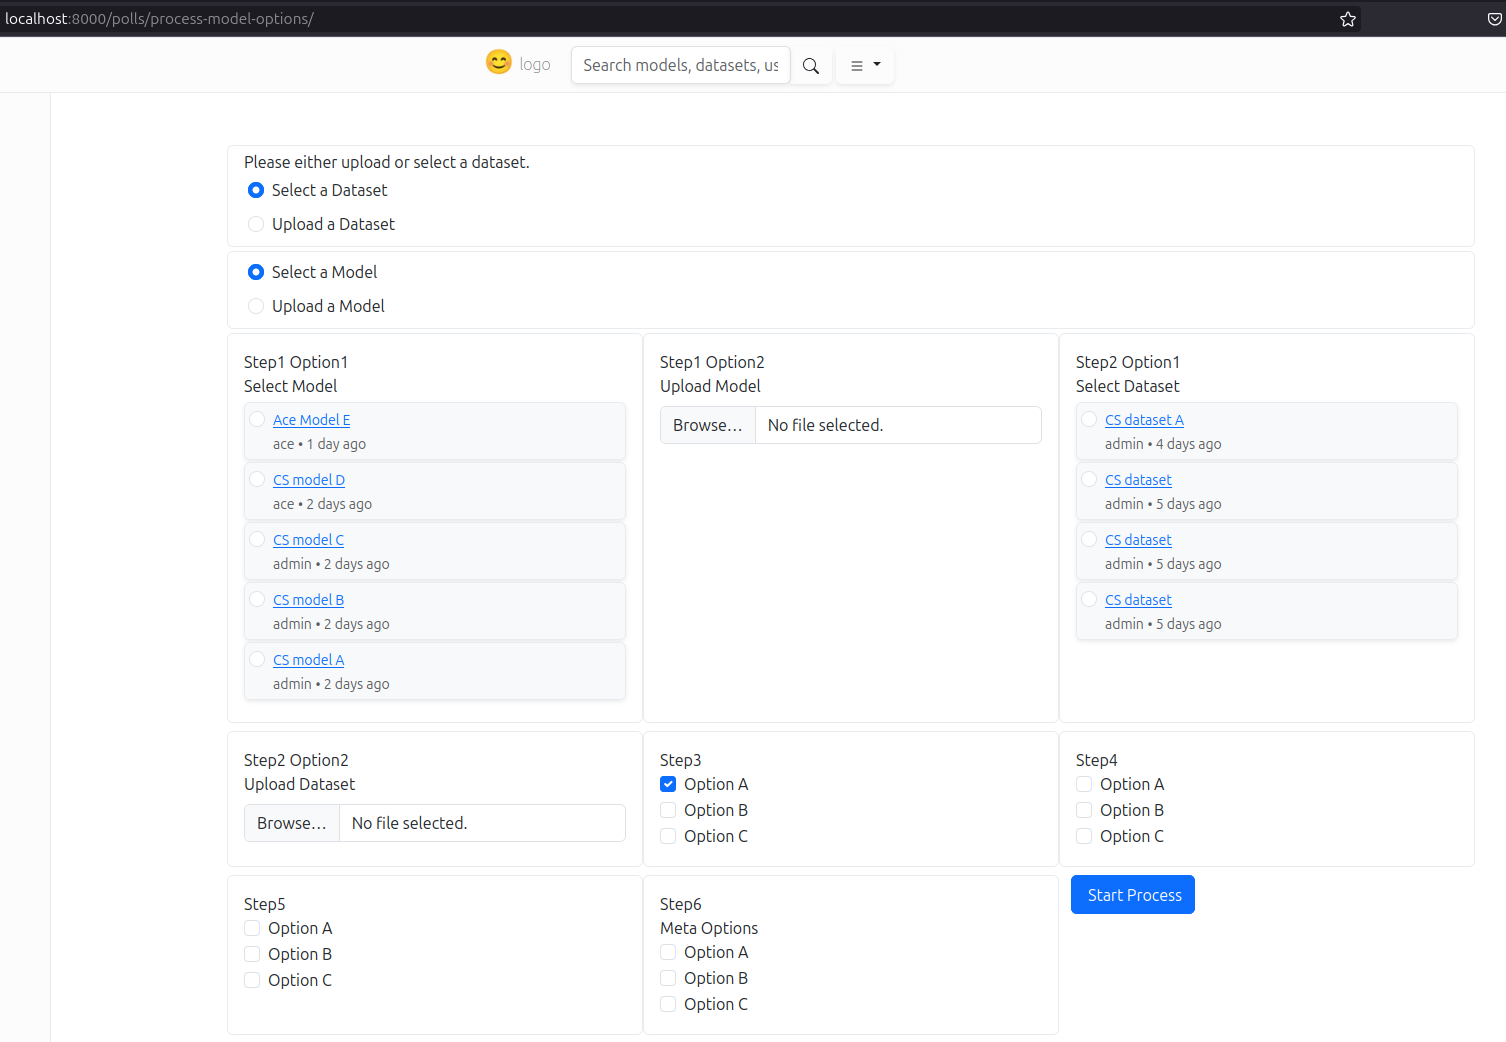 localhost:8000/polls/process-model-options/
logo
Search models, datasets, us
Please either upload or select a dataset.
Select a Dataset
Upload a Dataset
Select a Model
Upload a Model
Step1 Option1
Select Model
Ace Model E
ace • 1 day ago
CS model D
ace • 2 days ago
CS model C
admin • 2 days ago
CS model B
admin • 2 days ago
CS model A
admin • 2 days ago
Step1 Option2
Upload Model
Browse... No file selected.
Step2 Option1
Select Dataset
CS dataset A
admin • 4 days ago
CS dataset
admin • 5 days ago
CS dataset
admin • 5 days ago
CS dataset
admin • 5 days ago
Step2 Option2
Upload Dataset
Browse... No file selected.
Step3
Option A
Option B
Option C
Step4
Option A
Option B
Option C
Step5
Option A
Option B
Option C
Step6
Meta Options
Option A
Option B
Option C
Start Process